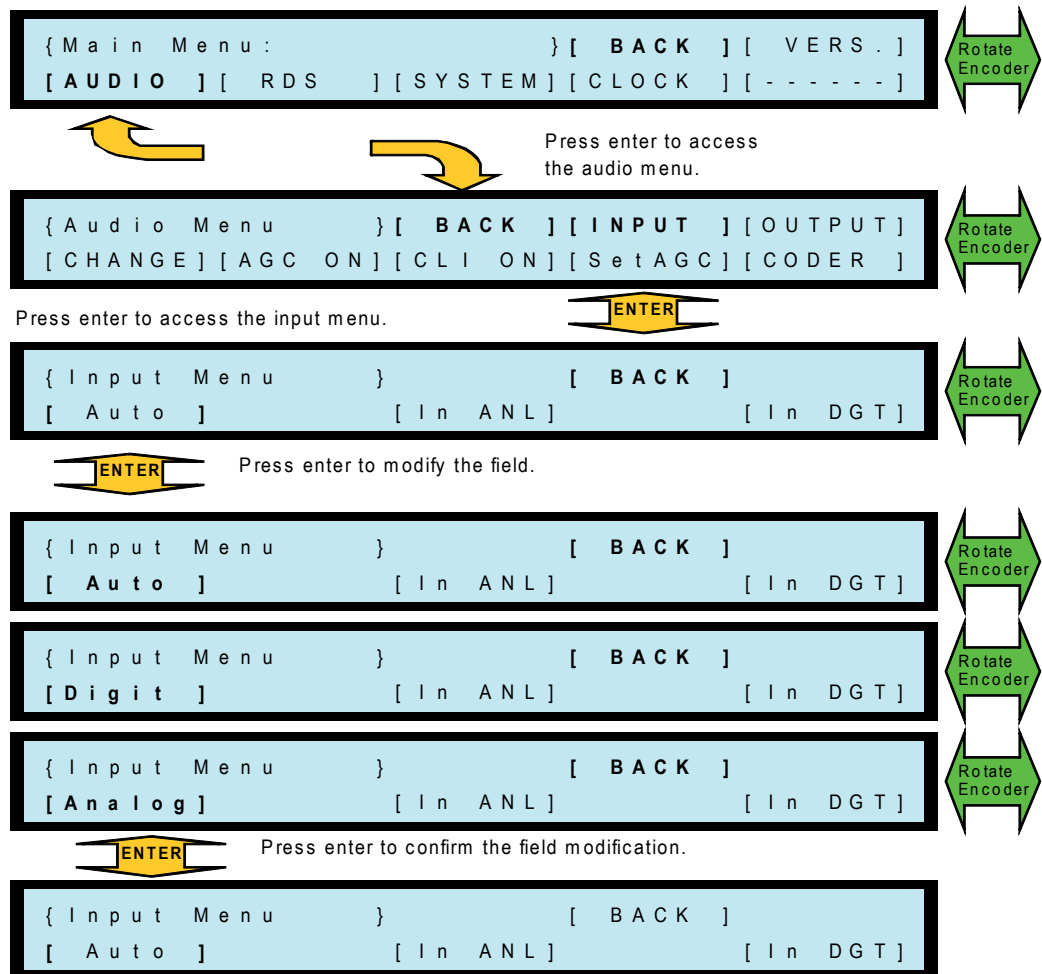 {Main Menu: }[ BACK ][ VERS.]
[AUDIO ][ RDS ][SYSTEM][CLOCK ][------]
Rotate
Encoder
Press enter to access
the audio menu.
{Audio Menu }[ BACK ][INPUT ][OUTPUT]
[CHANGE][AGC ON][CLI ON][SetAGC][CODER ]
Rotate
Encoder
Press enter to access the input menu.
ENTER
{Input Menu } [ BACK ]
[ Auto ] [In ANL] [In DGT]
Rotate
Encoder
ENTER
Press enter to modify the field.
{Input Menu } [ BACK ]
[ Auto ] [In ANL] [In DGT]
Rotate
Encoder
{Input Menu } [ BACK ]
[Digit ] [In ANL] [In DGT]
Rotate
Encoder
{Input Menu } [ BACK ]
[Analog] [In ANL] [In DGT]
Rotate
Encoder
ENTER
Press enter to confirm the field modification.
{Input Menu } [ BACK ]
[ Auto ] [In ANL] [In DGT]